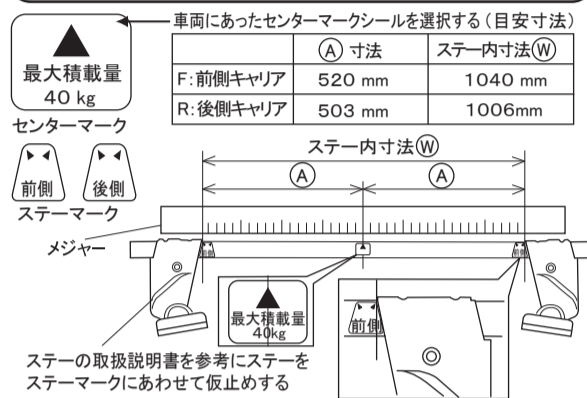 車両にあったセンターマークシールを選択する(目安寸法)
最大積載量
40 kg
センターマーク
Ⓐ 寸法 ステー内寸法Ⓦ
F:前側キャリア 520 mm 1040 mm
R:後側キャリア 503 mm 1006mm
前側 後側
ステーマーク
ステー内寸法Ⓦ
Ⓐ Ⓐ
メジャー
前側 前側
最大積載量
40kg
前側
ステーの取扱説明書を参考にステーを
ステーマークにあわせて仮止めする